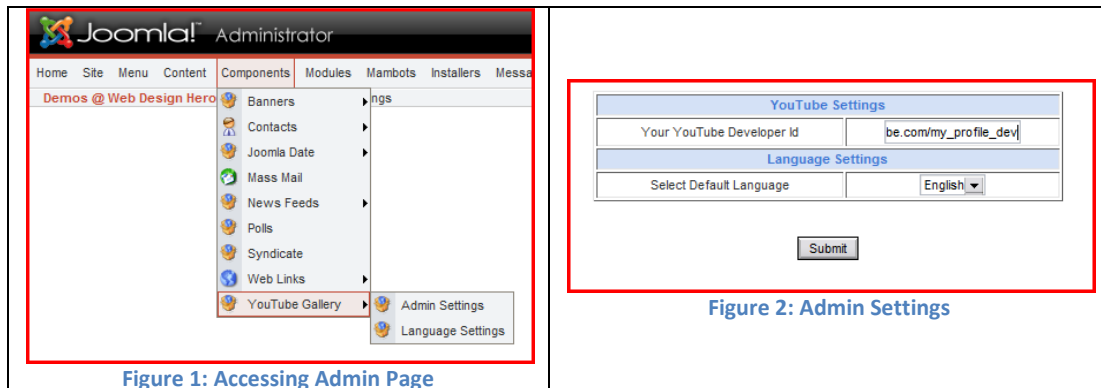 Joomla!™ Administrator
Home Site Menu Content Components Modules Mambots Installers Messa
Demos @ Web Design Hero ngs
Banners
Contacts
Joomla Date
Mass Mail
News Feeds
Polls
Syndicate
Web Links
YouTube Gallery
Admin Settings
Language Settings
Figure 1: Accessing Admin Page
YouTube Settings
Your YouTube Developer Id be.com/my_profile_dev
Language Settings
Select Default Language English
Submit
Figure 2: Admin Settings